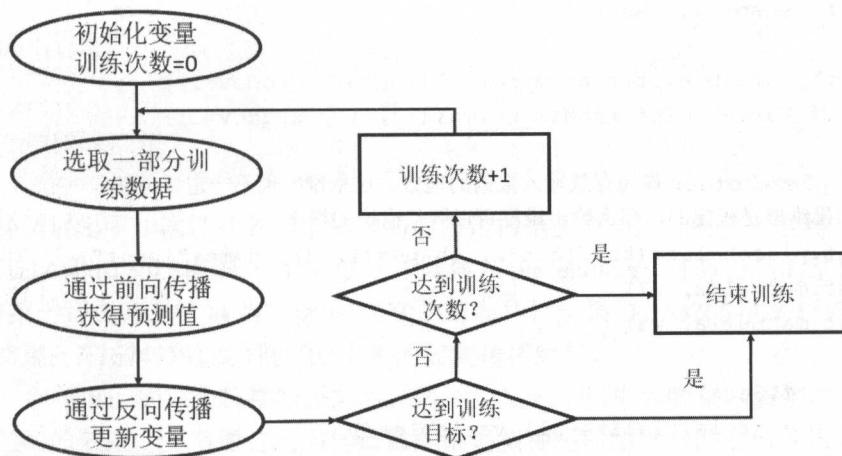 初始化变量
训练次数=0
选取一部分训
练数据
通过前向传播
获得预测值
通过反向传播
更新变量
训练次数+1
否
达到训练
次数？
是
结束训练
否
达到训练
目标？
是